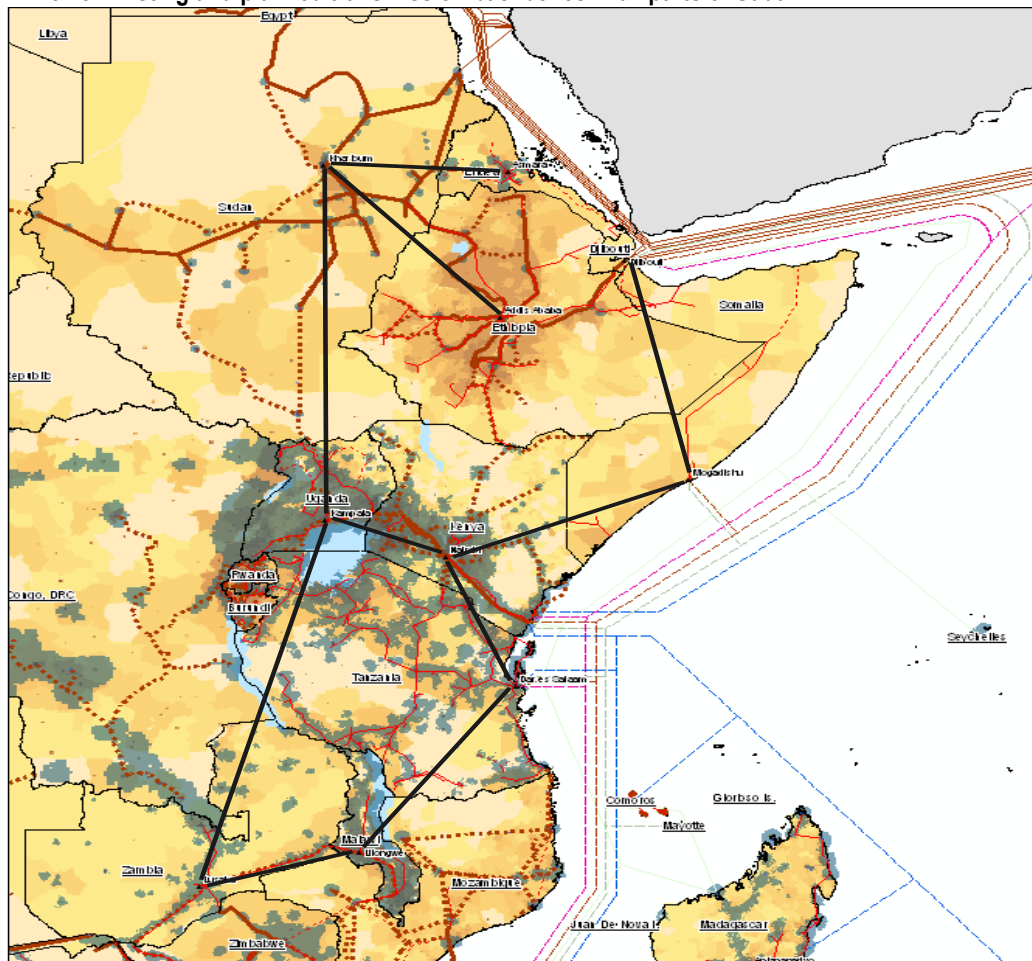 Egypt
Libya
Khartoum
Asmara
Eritrea
Sudan
Djibouti
Djibouti
Somalia
Addis Ababa
Ethiopia
Republic
Mogadishu
Uganda
Kampala
Kenya
Nairobi
Rwanda
Congo, DRC
Burundi
Seychelles
Tanzania
Dar es Salaam
Comoros
Glorioso Is.
Mayotte
Malawi
Lilongwe
Zambia
Lusaka
Mozambique
Juan De Nova I
Madagascar
Zimbabwe
Antananarivo